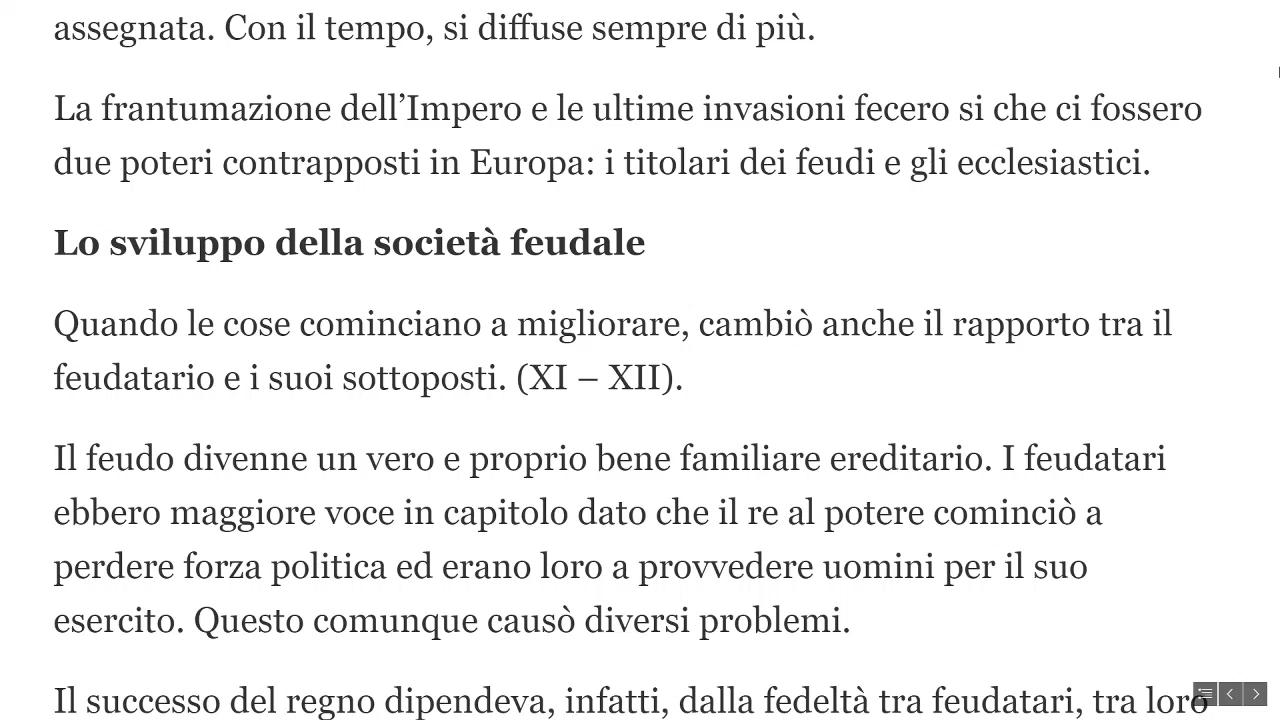 assegnata. Con il tempo, si diffuse sempre di più.
La frantumazione dell’Impero e le ultime invasioni fecero si che ci fossero
due poteri contrapposti in Europa: i titolari dei feudi e gli ecclesiastici.
Lo sviluppo della società feudale
Quando le cose cominciano a migliorare, cambiò anche il rapporto tra il
feudatario e i suoi sottoposti. (XI – XII).
Il feudo divenne un vero e proprio bene familiare ereditario. I feudatari
ebbero maggiore voce in capitolo dato che il re al potere cominciò a
perdere forza politica ed erano loro a provvedere uomini per il suo
esercito. Questo comunque causò diversi problemi.
Il successo del regno dipendeva, infatti, dalla fedeltà tra feudatari, tra loro